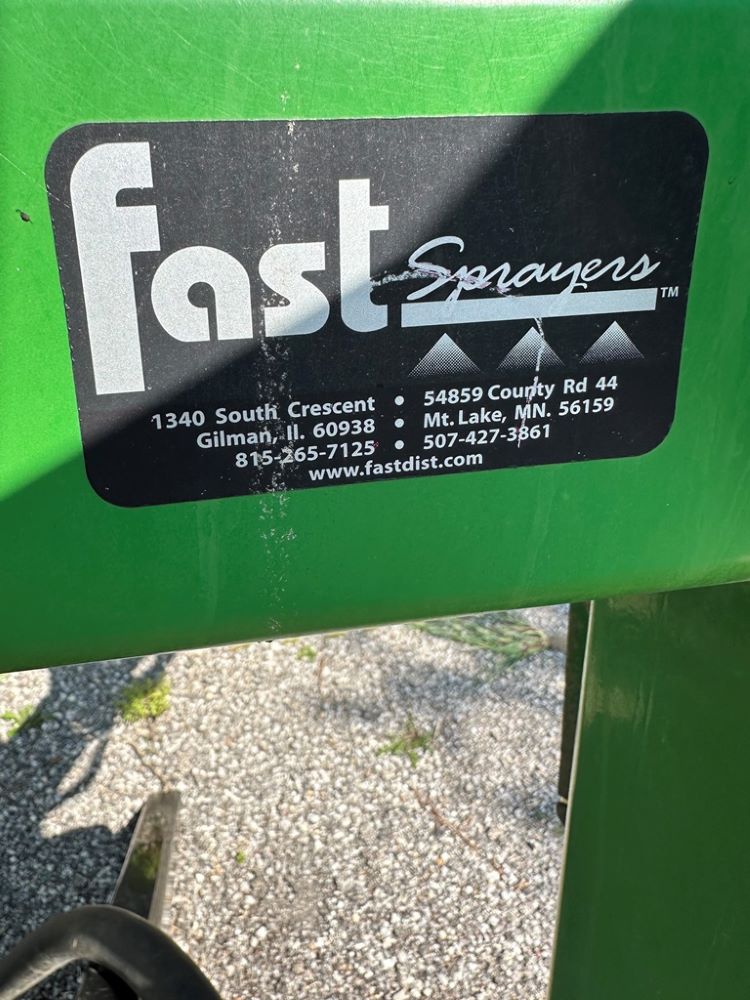 fast Sprayers ™
1340 South Crescent • 54859 County Rd 44
Gilman, Il. 60938 • Mt. Lake, MN. 56159
815-265-7125 • 507-427-3861
www.fastdist.com